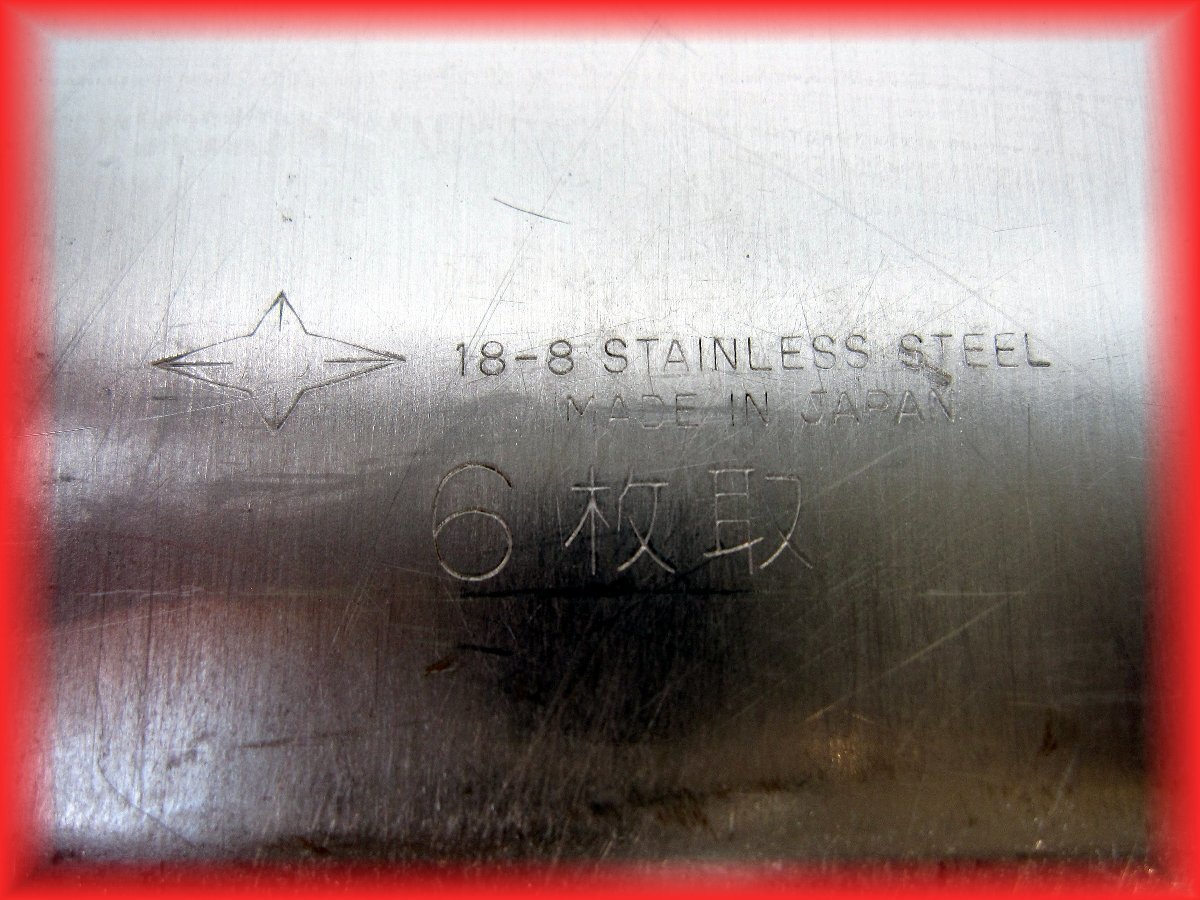 18-8 STAINLESS STEEL
MADE IN JAPAN
6枚取